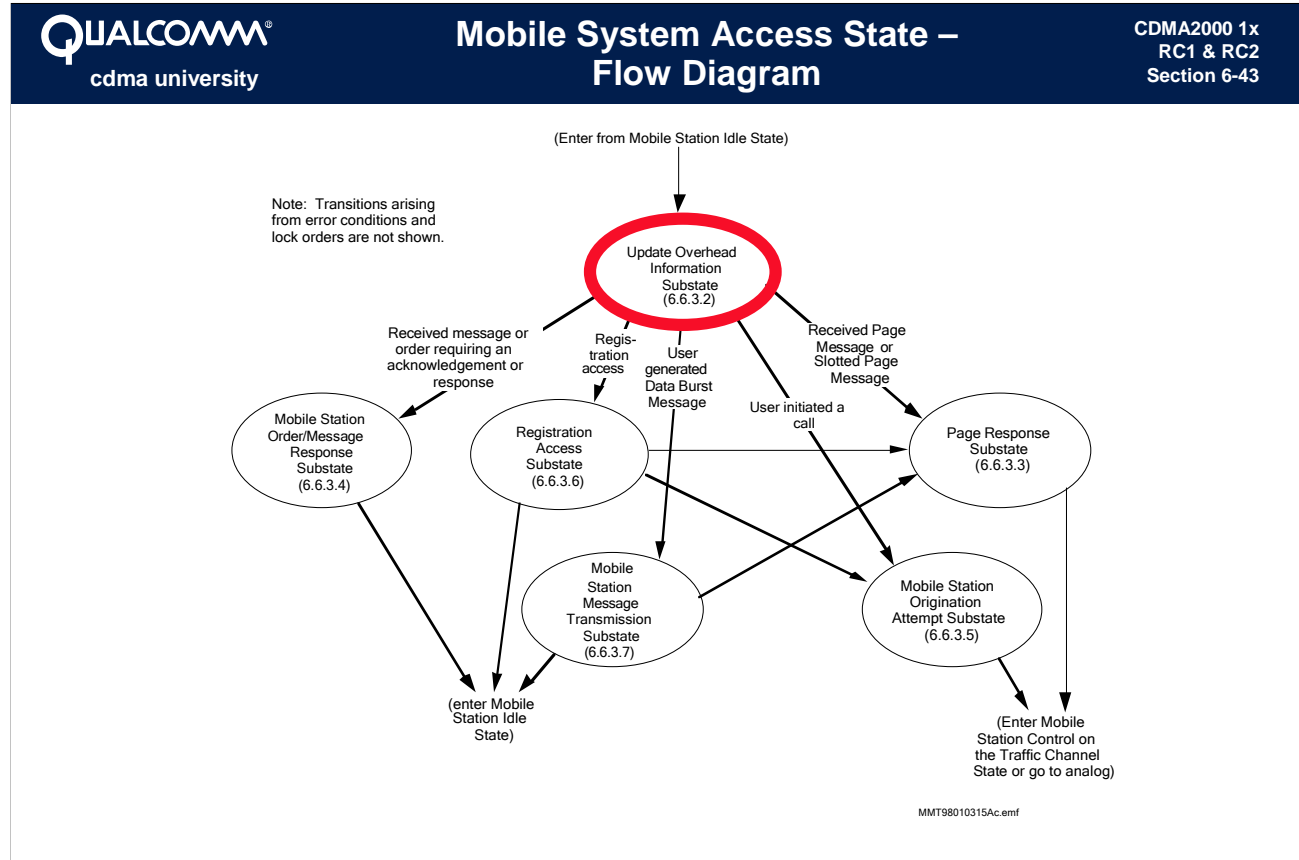 QUALCOMM®
cdma university
Mobile System Access State –
Flow Diagram
CDMA2000 1x
RC1 & RC2
Section 6-43
(Enter from Mobile Station Idle State)
Note: Transitions arising
from error conditions and
lock orders are not shown.
Update Overhead
Information
Substate
(6.6.3.2)
Received message or
order requiring an
acknowledgement or
response
Regis-
tration
access
User
generated
Data Burst
Message
User initiated a
call
Received Page
Message or
Slotted Page
Message
Mobile Station
Order/Message
Response
Substate
(6.6.3.4)
Registration
Access
Substate
(6.6.3.6)
Page Response
Substate
(6.6.3.3)
Mobile
Station
Message
Transmission
Substate
(6.6.3.7)
Mobile Station
Origination
Attempt Substate
(6.6.3.5)
(enter Mobile
Station Idle
State)
(Enter Mobile
Station Control on
the Traffic Channel
State or go to analog)
MMT98010315Ac.emf